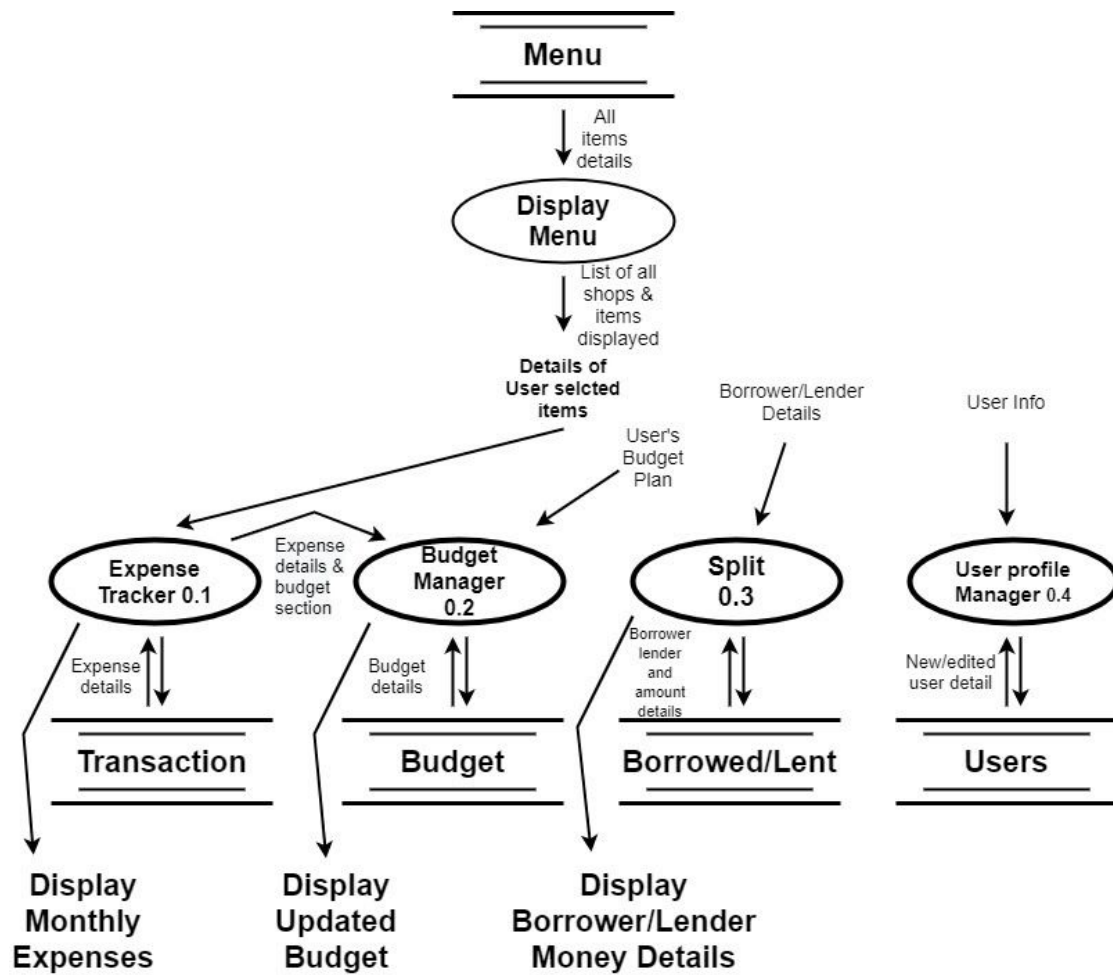 Menu
All
items
details
Display
Menu
List of all
shops &
items
displayed
Details of
User selcted
items
User's
Budget
Plan
Borrower/Lender
Details
User Info
Expense
Tracker 0.1
Expense
details &
budget
section
Budget
Manager
0.2
Split
0.3
User profile
Manager 0.4
Expense
details
Budget
details
Borrower
lender
and
amount
details
New/edited
user detail
Transaction
Budget
Borrowed/Lent
Users
Display
Monthly
Expenses
Display
Updated
Budget
Display
Borrower/Lender
Money Details